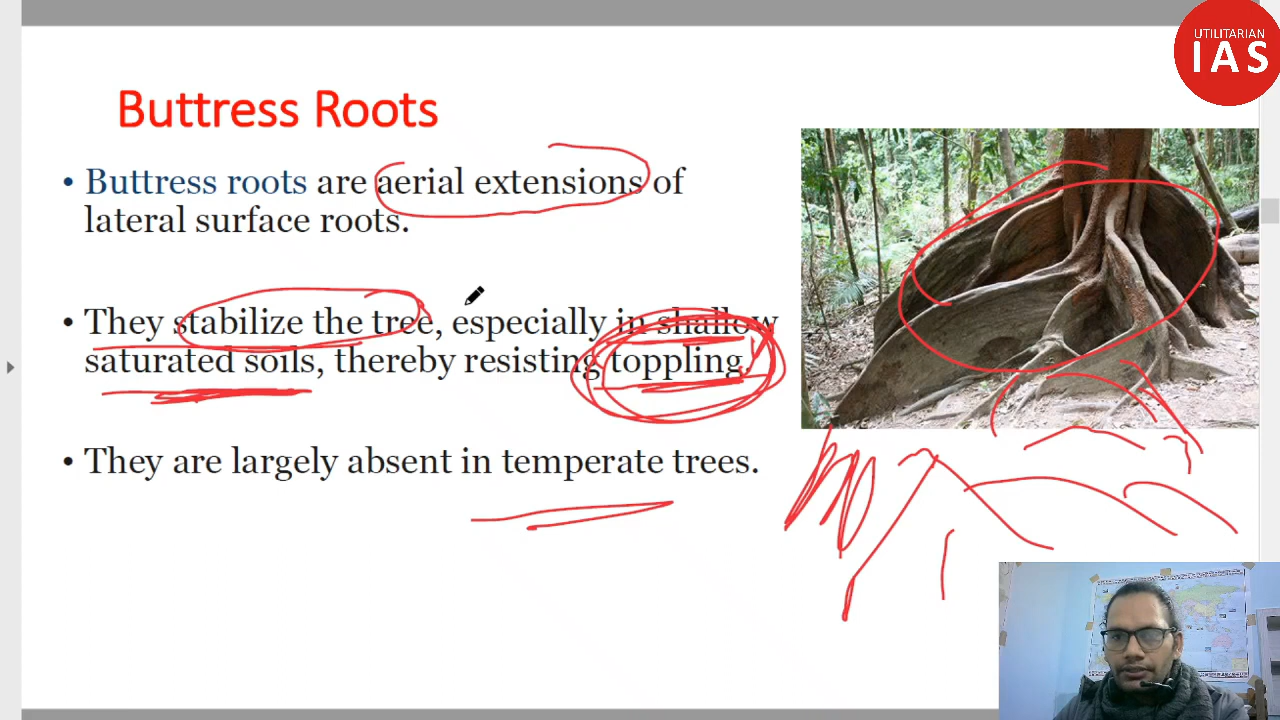 UTILITARIAN
IAS
Buttress Roots
• Buttress roots are aerial extensions of
lateral surface roots.
• They stabilize the tree, especially in shallow
saturated soils, thereby resisting toppling.
• They are largely absent in temperate trees.